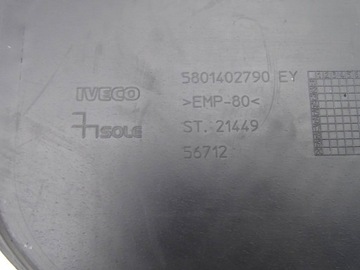 IVECO
SOLE
5801402790 EY
>EMP-80<
ST. 21449
56712